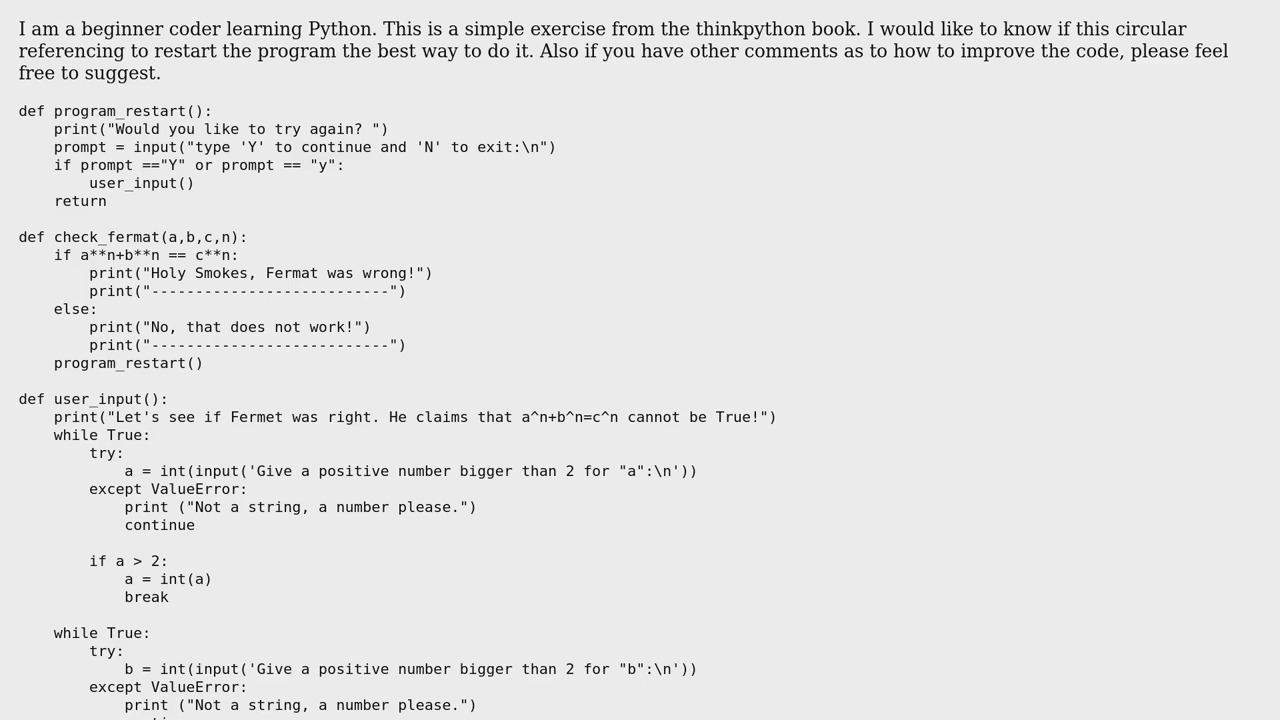 I am a beginner coder learning Python. This is a simple exercise from the thinkpython book. I would like to know if this circular
referencing to restart the program the best way to do it. Also if you have other comments as to how to improve the code, please feel
free to suggest.
def program_restart():
    print("Would you like to try again? ")
    prompt = input("type 'Y' to continue and 'N' to exit:\n")
    if prompt =="Y" or prompt == "y":
        user_input()
    return
def check_fermat(a,b,c,n):
    if a**n+b**n == c**n:
        print("Holy Smokes, Fermat was wrong!")
        print("---------------------------")
    else:
        print("No, that does not work!")
        print("---------------------------")
    program_restart()
def user_input():
    print("Let's see if Fermet was right. He claims that a^n+b^n=c^n cannot be True!")
    while True:
        try:
            a = int(input('Give a positive number bigger than 2 for "a":\n'))
        except ValueError:
            print ("Not a string, a number please.")
            continue
        if a > 2:
            a = int(a)
            break
    while True:
        try:
            b = int(input('Give a positive number bigger than 2 for "b":\n'))
        except ValueError:
            print ("Not a string, a number please.")